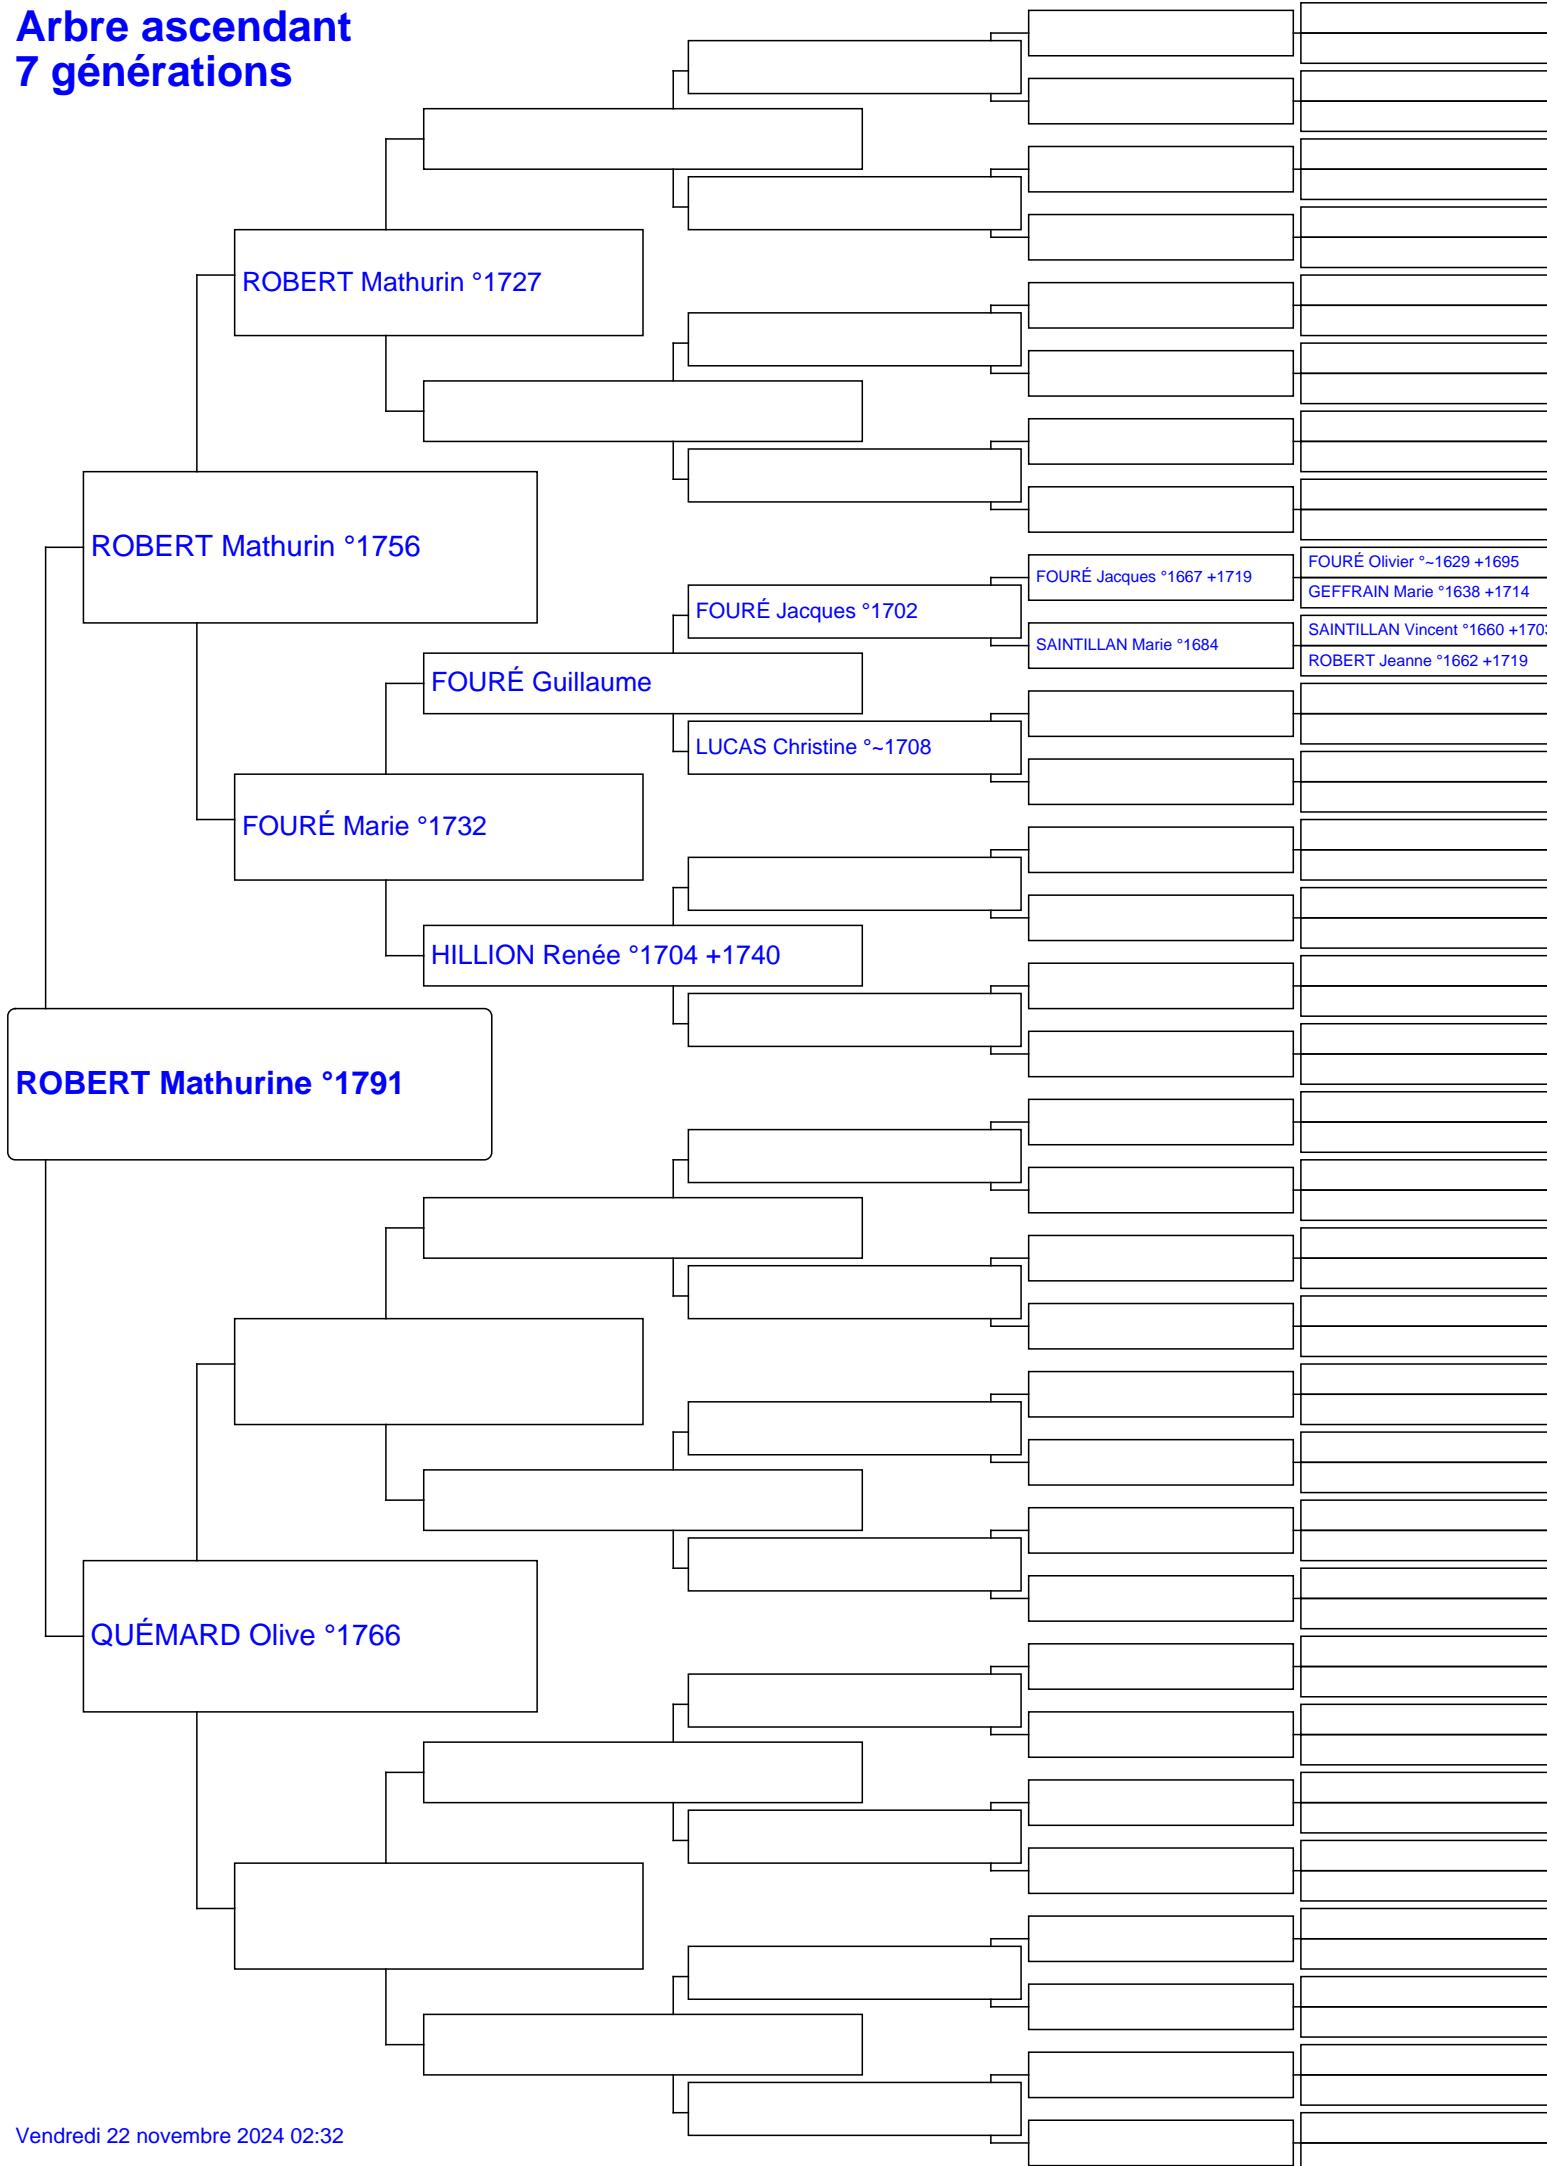 Arbre ascendant
7 générations
ROBERT Mathurin °1727
ROBERT Mathurin °1756
FOURÉ Jacques °1702
FOURÉ Jacques °1667 +1719
FOURÉ Olivier °~1629 +1695
GEFFRAIN Marie °1638 +1714
SAINTILLAN Marie °1684
SAINTILLAN Vincent °1660 +1703
ROBERT Jeanne °1662 +1719
FOURÉ Guillaume
LUCAS Christine °~1708
FOURÉ Marie °1732
HILLION Renée °1704 +1740
ROBERT Mathurine °1791
QUÉMARD Olive °1766
Vendredi 22 novembre 2024 02:32